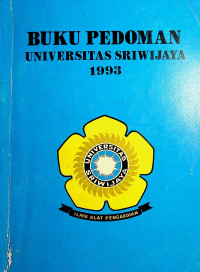 BUKU PEDOMAN
UNIVERSITAS SRIWIJAYA
1993
UNIVERSITAS
SRIWIJAYA
ILMU ALAT PENGABDIAN